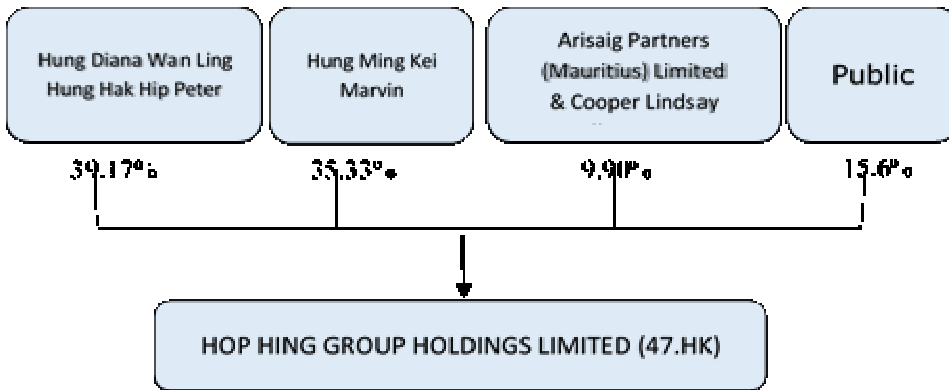 Hung Diana Wan Ling
Hung Hak Hip Peter
Hung Ming Kei
Marvin
Arisaig Partners
(Mauritius) Limited
& Cooper Lindsay
Public
39.17%
35.33%
9.90%
15.6%
HOP HING GROUP HOLDINGS LIMITED (47.HK)